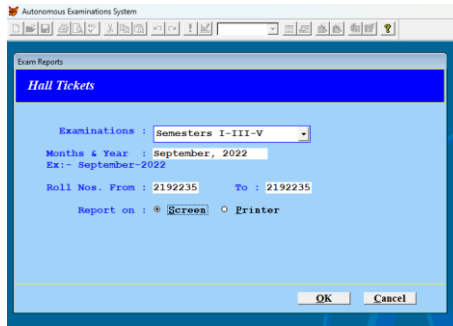 Autonomous Examinations System
Exam Reports
Hall Tickets
Examinations : Semesters I-III-V
Months & Year : September, 2022
Ex:- September-2022
Roll Nos. From : 2192235 To : 2192235
Report on : Screen Printer
OK Cancel